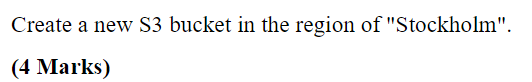 Create a new S3 bucket in the region of "Stockholm".
(4 Marks)